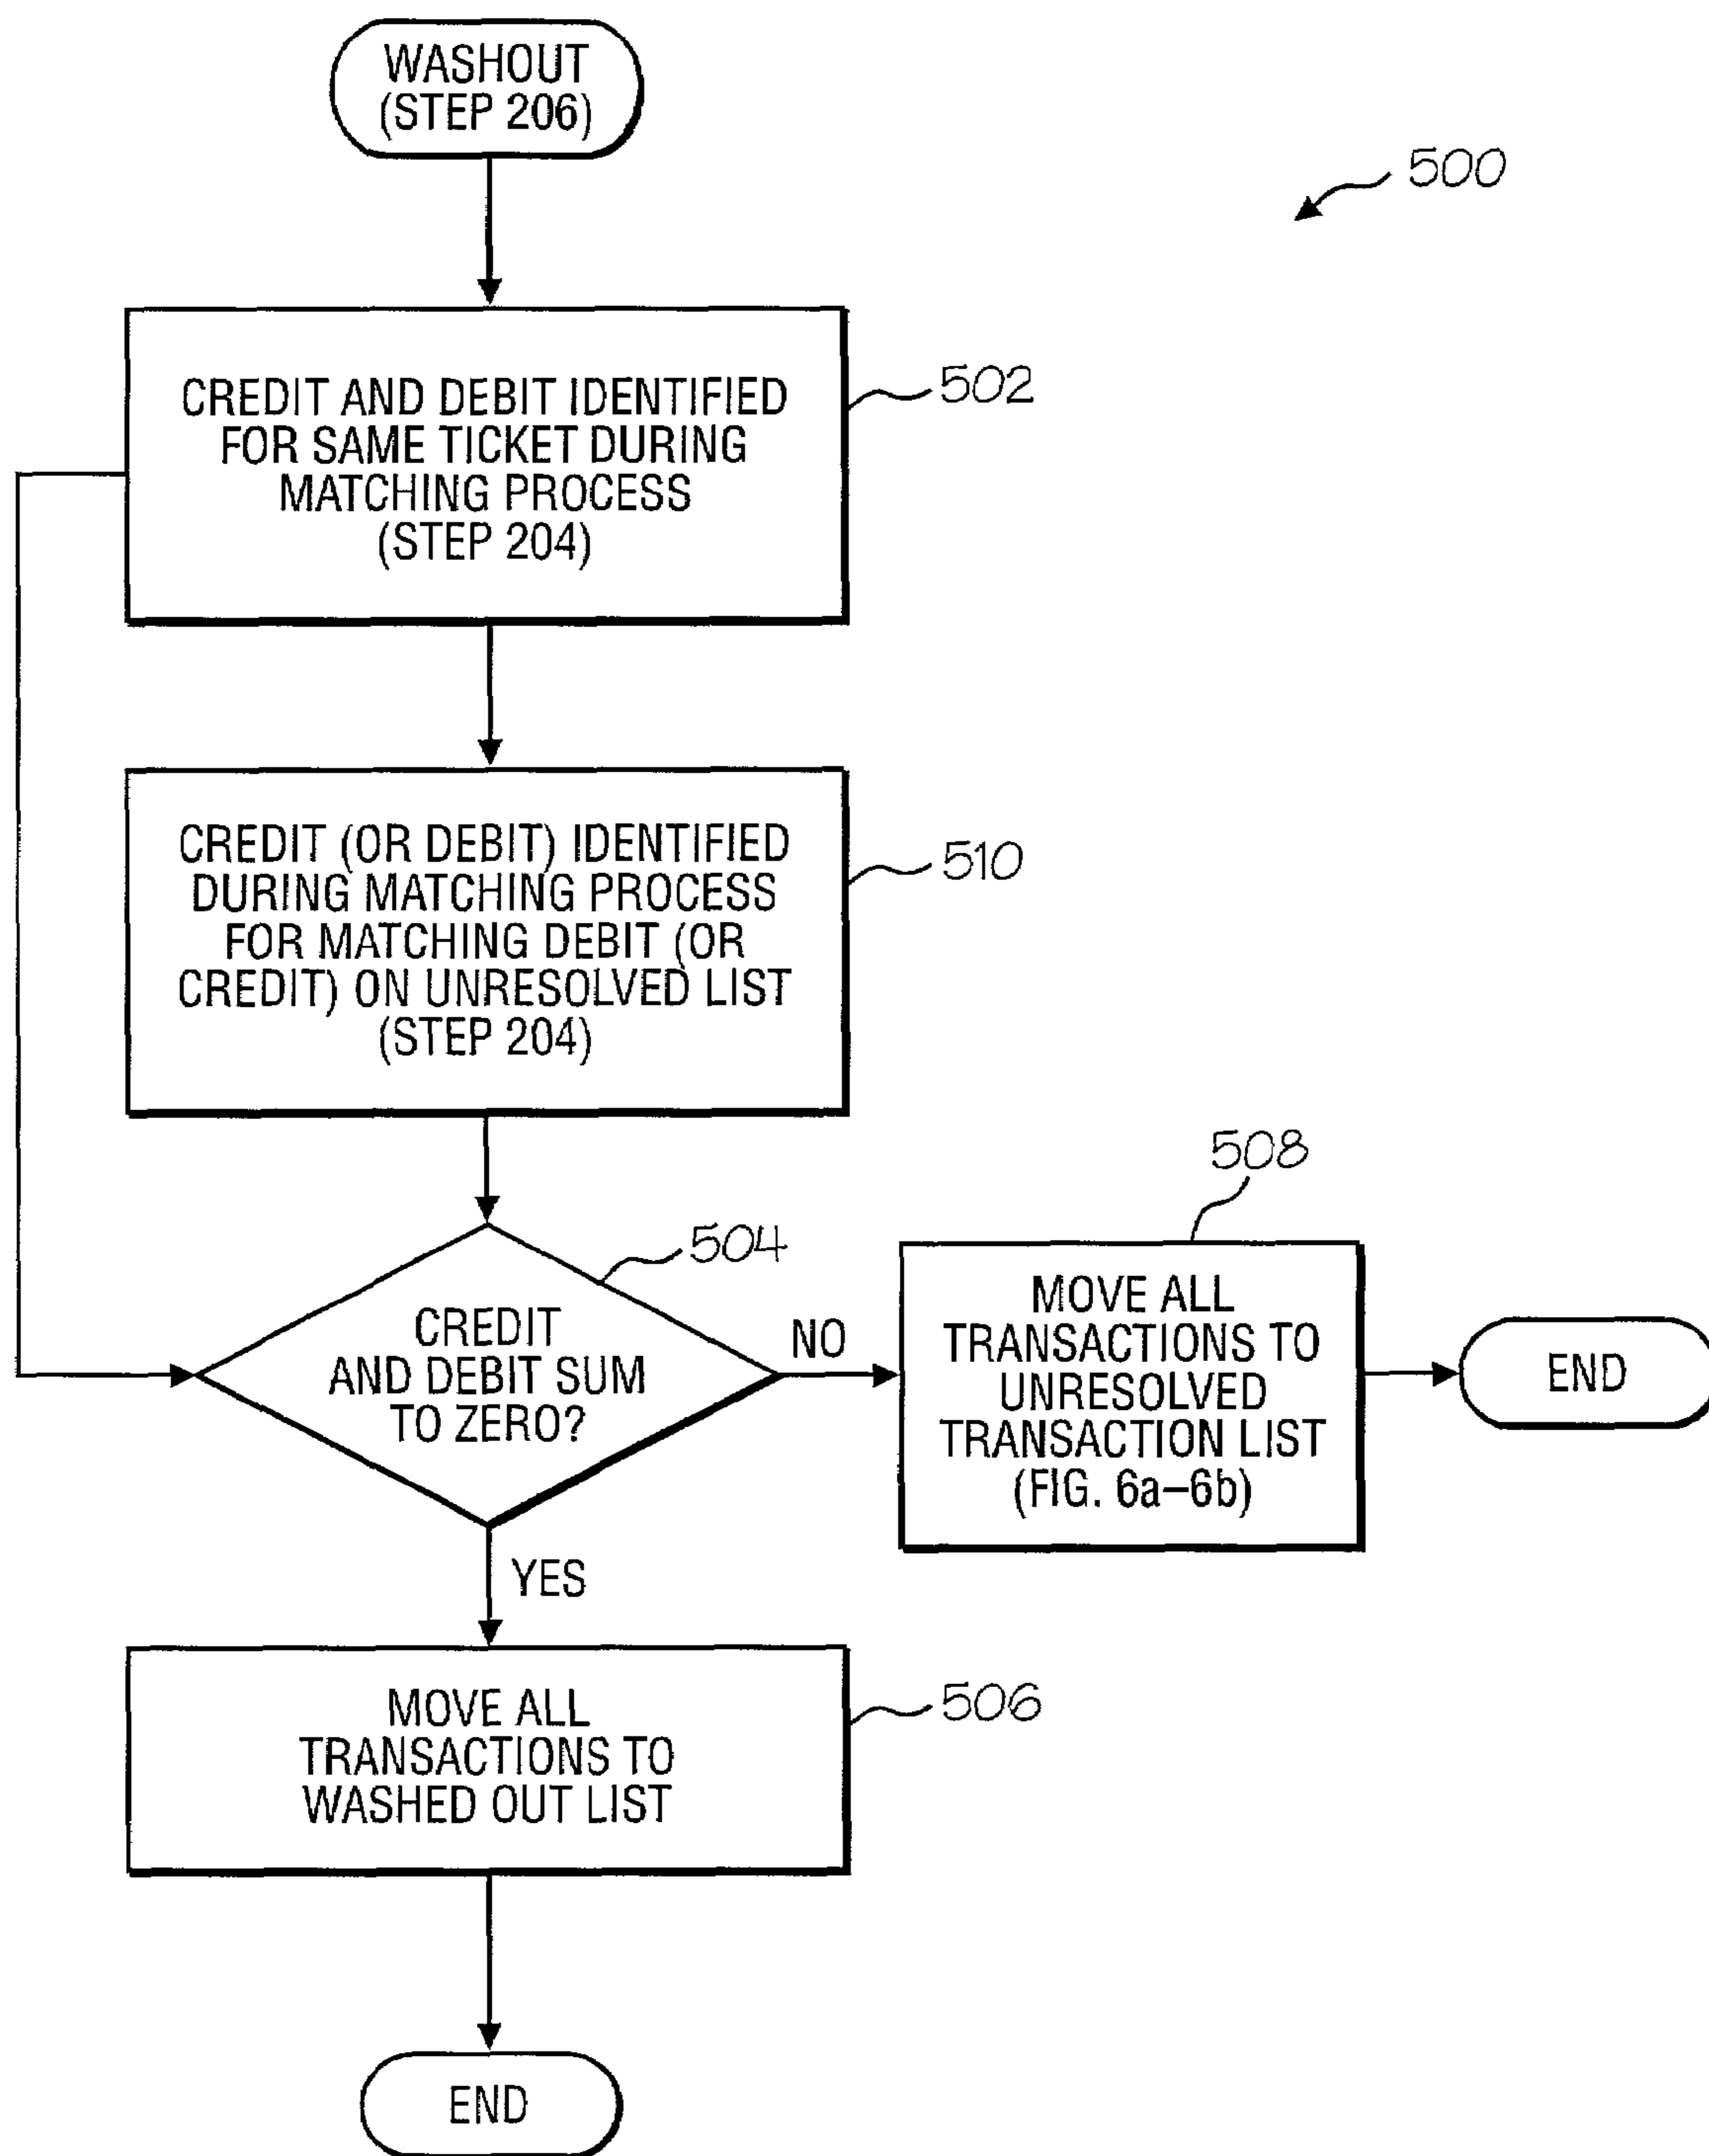 WASHOUT
(STEP 206)
500
CREDIT AND DEBIT IDENTIFIED
FOR SAME TICKET DURING
MATCHING PROCESS
(STEP 204)
502
CREDIT (OR DEBIT) IDENTIFIED
DURING MATCHING PROCESS
FOR MATCHING DEBIT (OR
CREDIT) ON UNRESOLVED LIST
(STEP 204)
510
504
CREDIT
AND DEBIT SUM
TO ZERO?
NO
508
MOVE ALL
TRANSACTIONS TO
UNRESOLVED
TRANSACTION LIST
(FIG. 6a–6b)
END
YES
MOVE ALL
TRANSACTIONS TO
WASHED OUT LIST
506
END